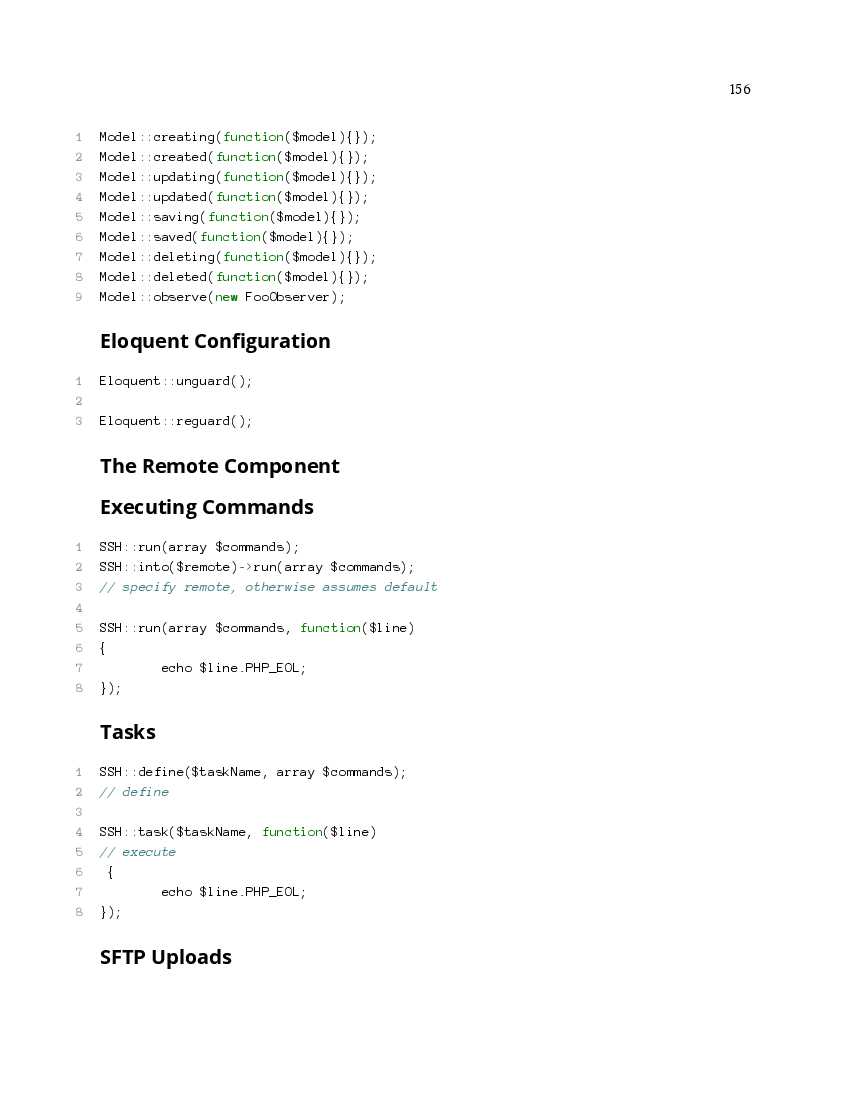 156
1 Model::creating(function($model){});
2 Model::created(function($model){});
3 Model::updating(function($model){});
4 Model::updated(function($model){});
5 Model::saving(function($model){});
6 Model::saved(function($model){});
7 Model::deleting(function($model){});
8 Model::deleted(function($model){});
9 Model::observe(new FooObserver);
Eloquent Configuration
1 Eloquent::unguard();
2
3 Eloquent::reguard();
The Remote Component
Executing Commands
1 SSH::run(array $commands);
2 SSH::into($remote)->run(array $commands);
3 // specify remote, otherwise assumes default
4
5 SSH::run(array $commands, function($line)
6 {
7         echo $line.PHP_EOL;
8 });
Tasks
1 SSH::define($taskName, array $commands);
2 // define
3
4 SSH::task($taskName, function($line)
5 // execute
6  {
7         echo $line.PHP_EOL;
8 });
SFTP Uploads